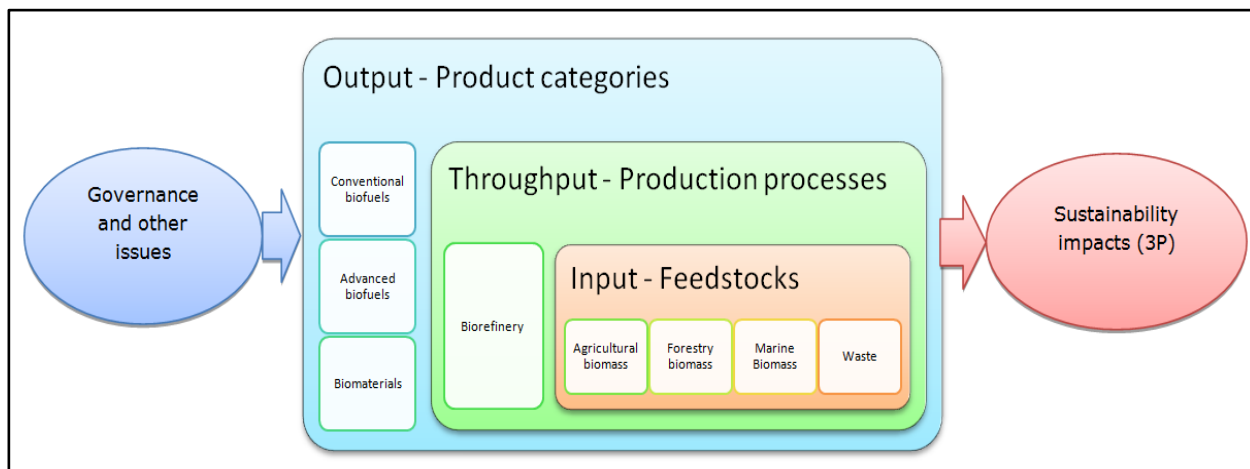 Output - Product categories
Governance
and other
issues
Conventional
biofuels
Advanced
biofuels
Biomaterials
Throughput - Production processes
Biorefinery
Input - Feedstocks
Agricultural
biomass
Forestry
biomass
Marine
Biomass
Waste
Sustainability
impacts (3P)